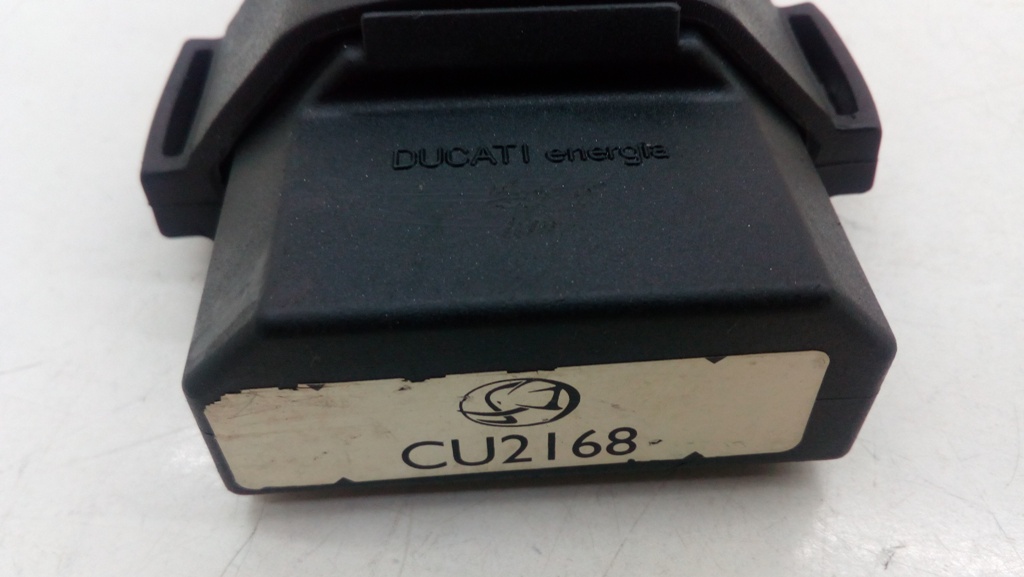 DUCATI energia
CU2168